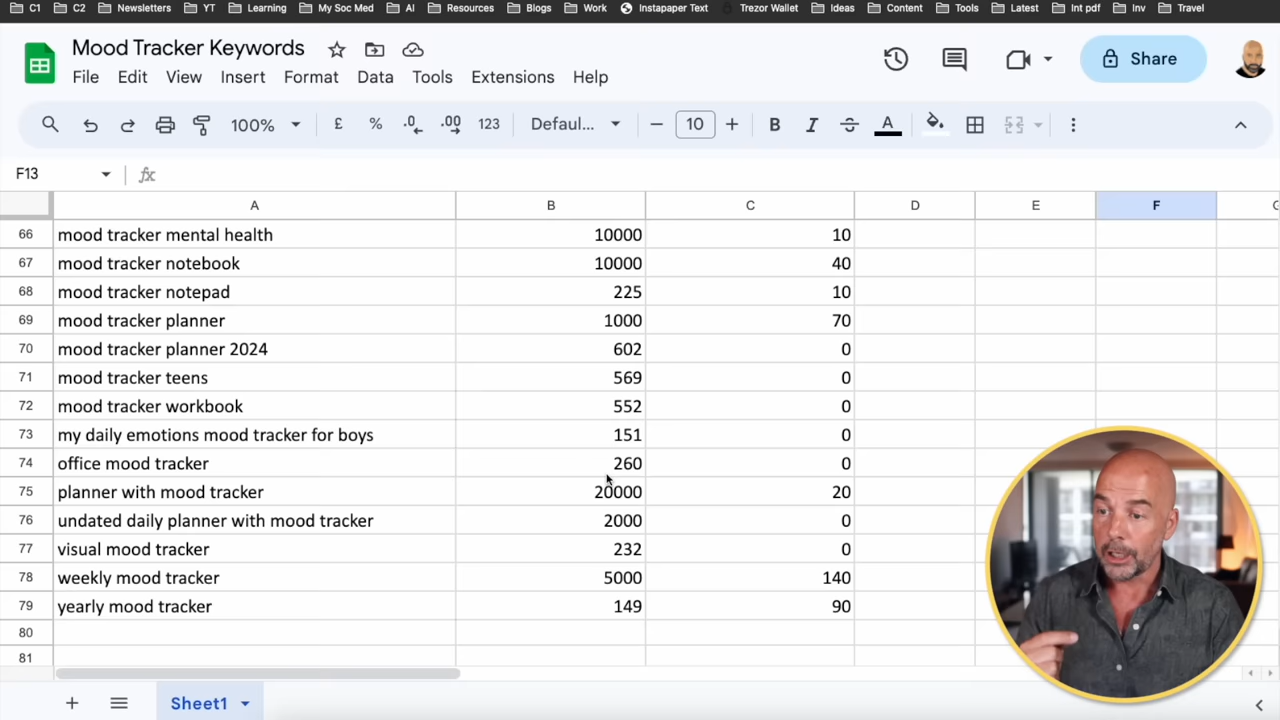 C1 C2 Newsletters YT Learning My Soc Med AI Resources Blogs Work Instapaper Text Trezor Wallet Ideas Content Tools Latest Int pdf Inv Travel
Mood Tracker Keywords
Share
File Edit View Insert Format Data Tools Extensions Help
100% £ % .0 .00 123 Defaul... 10 B I S A
F13 fx
A B C D E F
66 mood tracker mental health 10000 10
67 mood tracker notebook 10000 40
68 mood tracker notepad 225 10
69 mood tracker planner 1000 70
70 mood tracker planner 2024 602 0
71 mood tracker teens 569 0
72 mood tracker workbook 552 0
73 my daily emotions mood tracker for boys 151 0
74 office mood tracker 260 0
75 planner with mood tracker 20000 20
76 undated daily planner with mood tracker 2000 0
77 visual mood tracker 232 0
78 weekly mood tracker 5000 140
79 yearly mood tracker 149 90
80
81
Sheet1